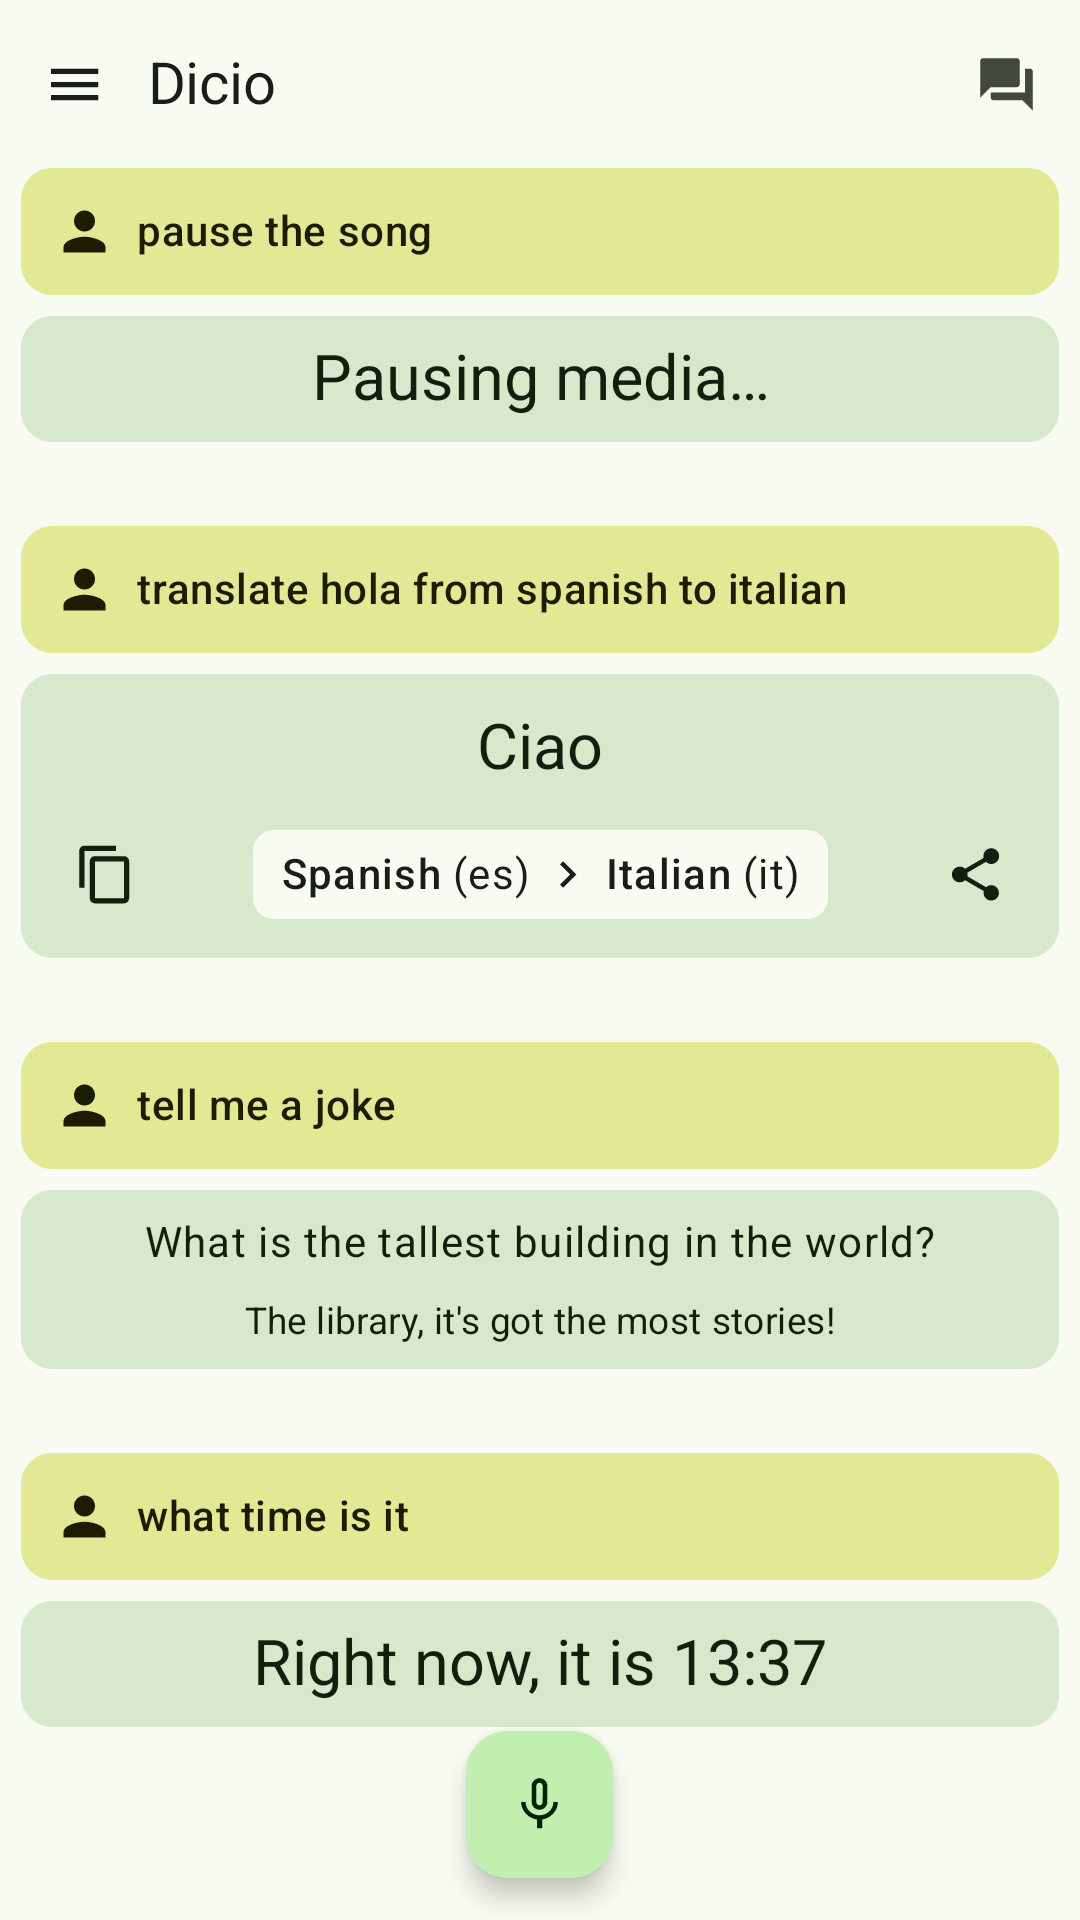 Dicio
pause the song
Pausing media…
translate hola from spanish to italian
Ciao
Spanish (es) > Italian (it)
tell me a joke
What is the tallest building in the world?
The library, it's got the most stories!
what time is it
Right now, it is 13:37